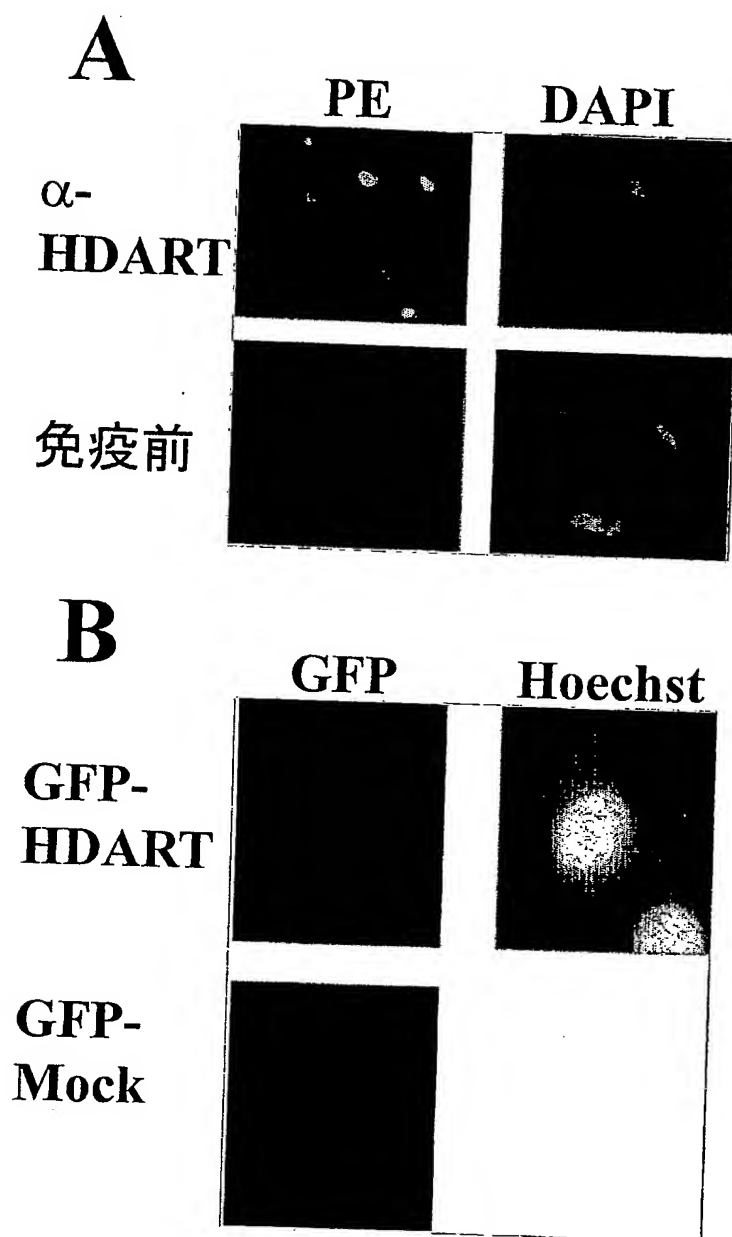 A
PE DAPI
α-
HDART
免疫前
B
GFP Hoechst
GFP-
HDART
GFP-
Mock